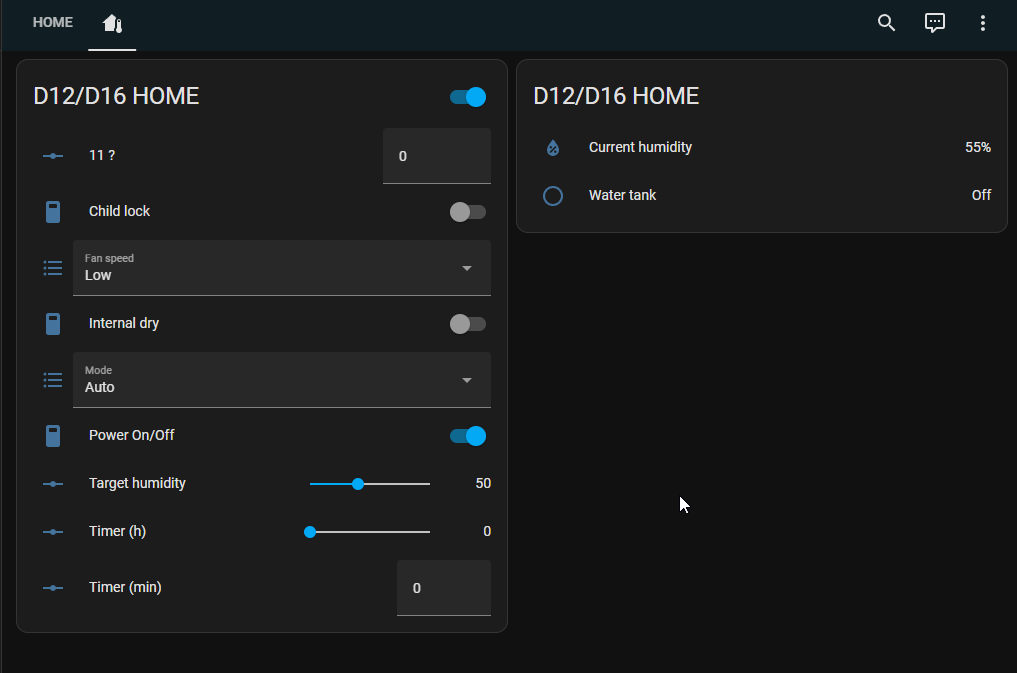 HOME
D12/D16 HOME
11 ?
0
Child lock
Fan speed
Low
Internal dry
Mode
Auto
Power On/Off
Target humidity
50
Timer (h)
0
Timer (min)
0
D12/D16 HOME
Current humidity
55%
Water tank
Off